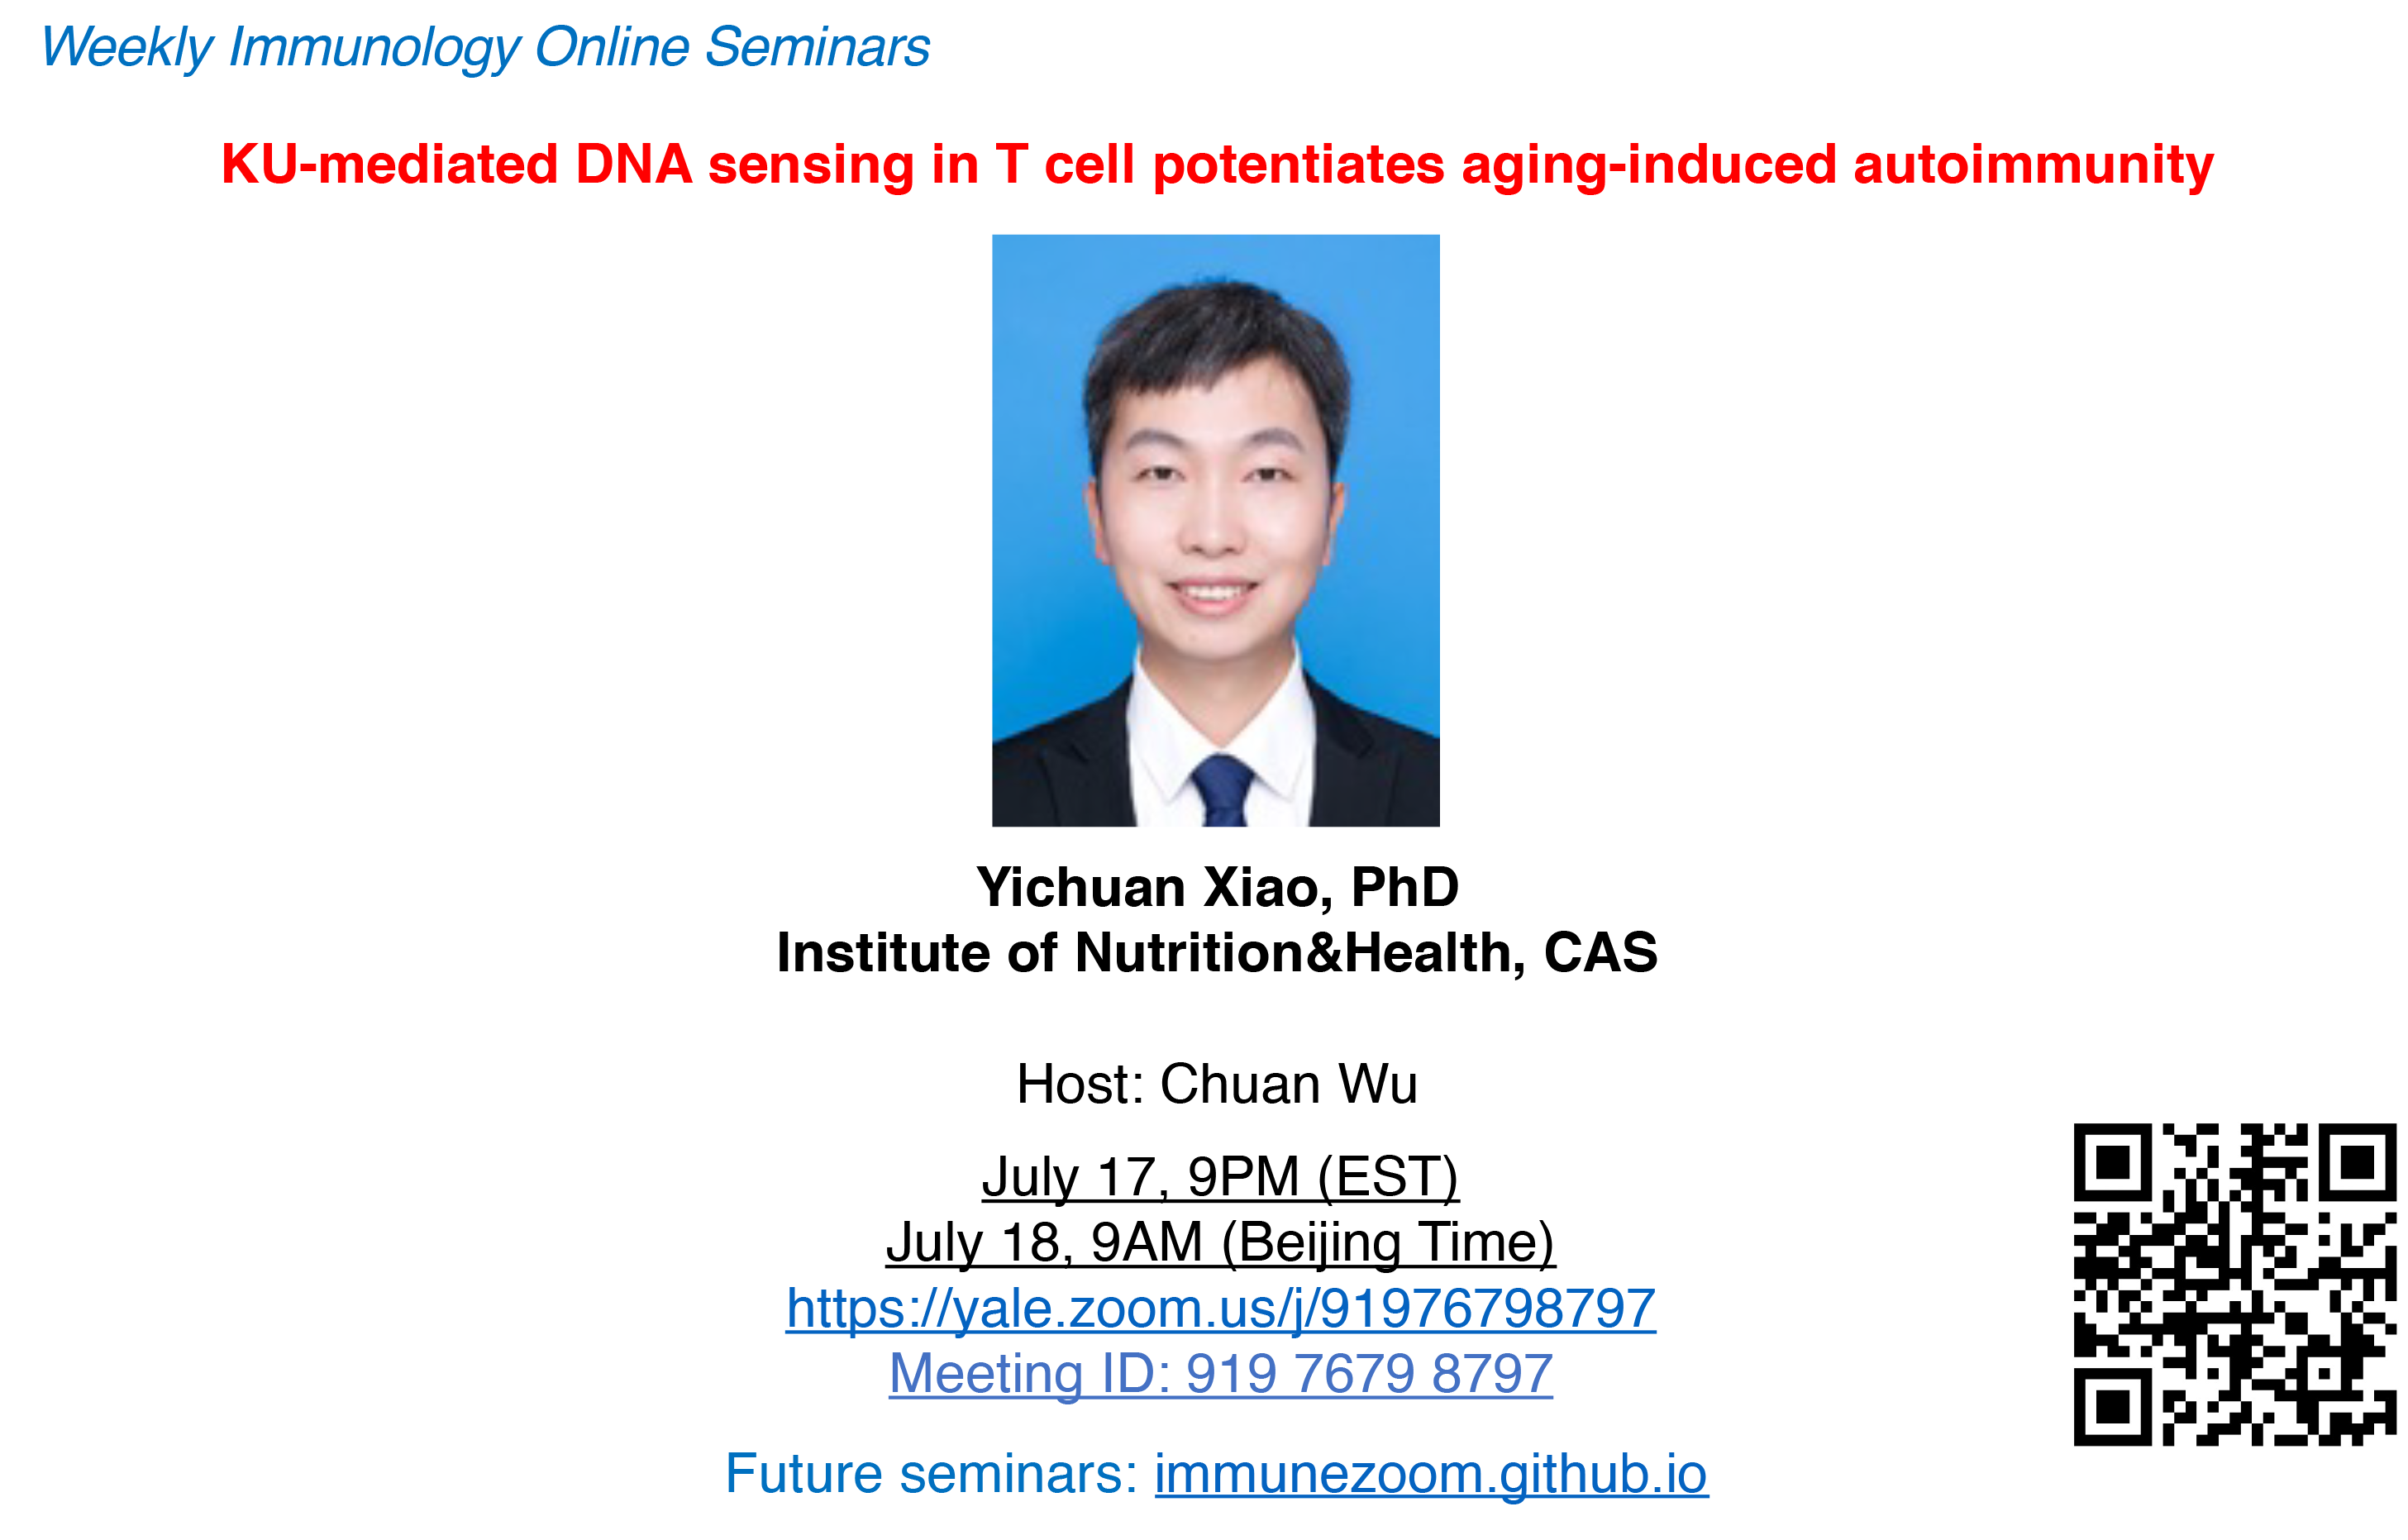 Weekly Immunology Online Seminars
KU-mediated DNA sensing in T cell potentiates aging-induced autoimmunity
Yichuan Xiao, PhD
Institute of Nutrition&Health, CAS
Host: Chuan Wu
July 17, 9PM (EST)
July 18, 9AM (Beijing Time)
https://yale.zoom.us/j/91976798797
Meeting ID: 919 7679 8797
Future seminars: immunezoom.github.io